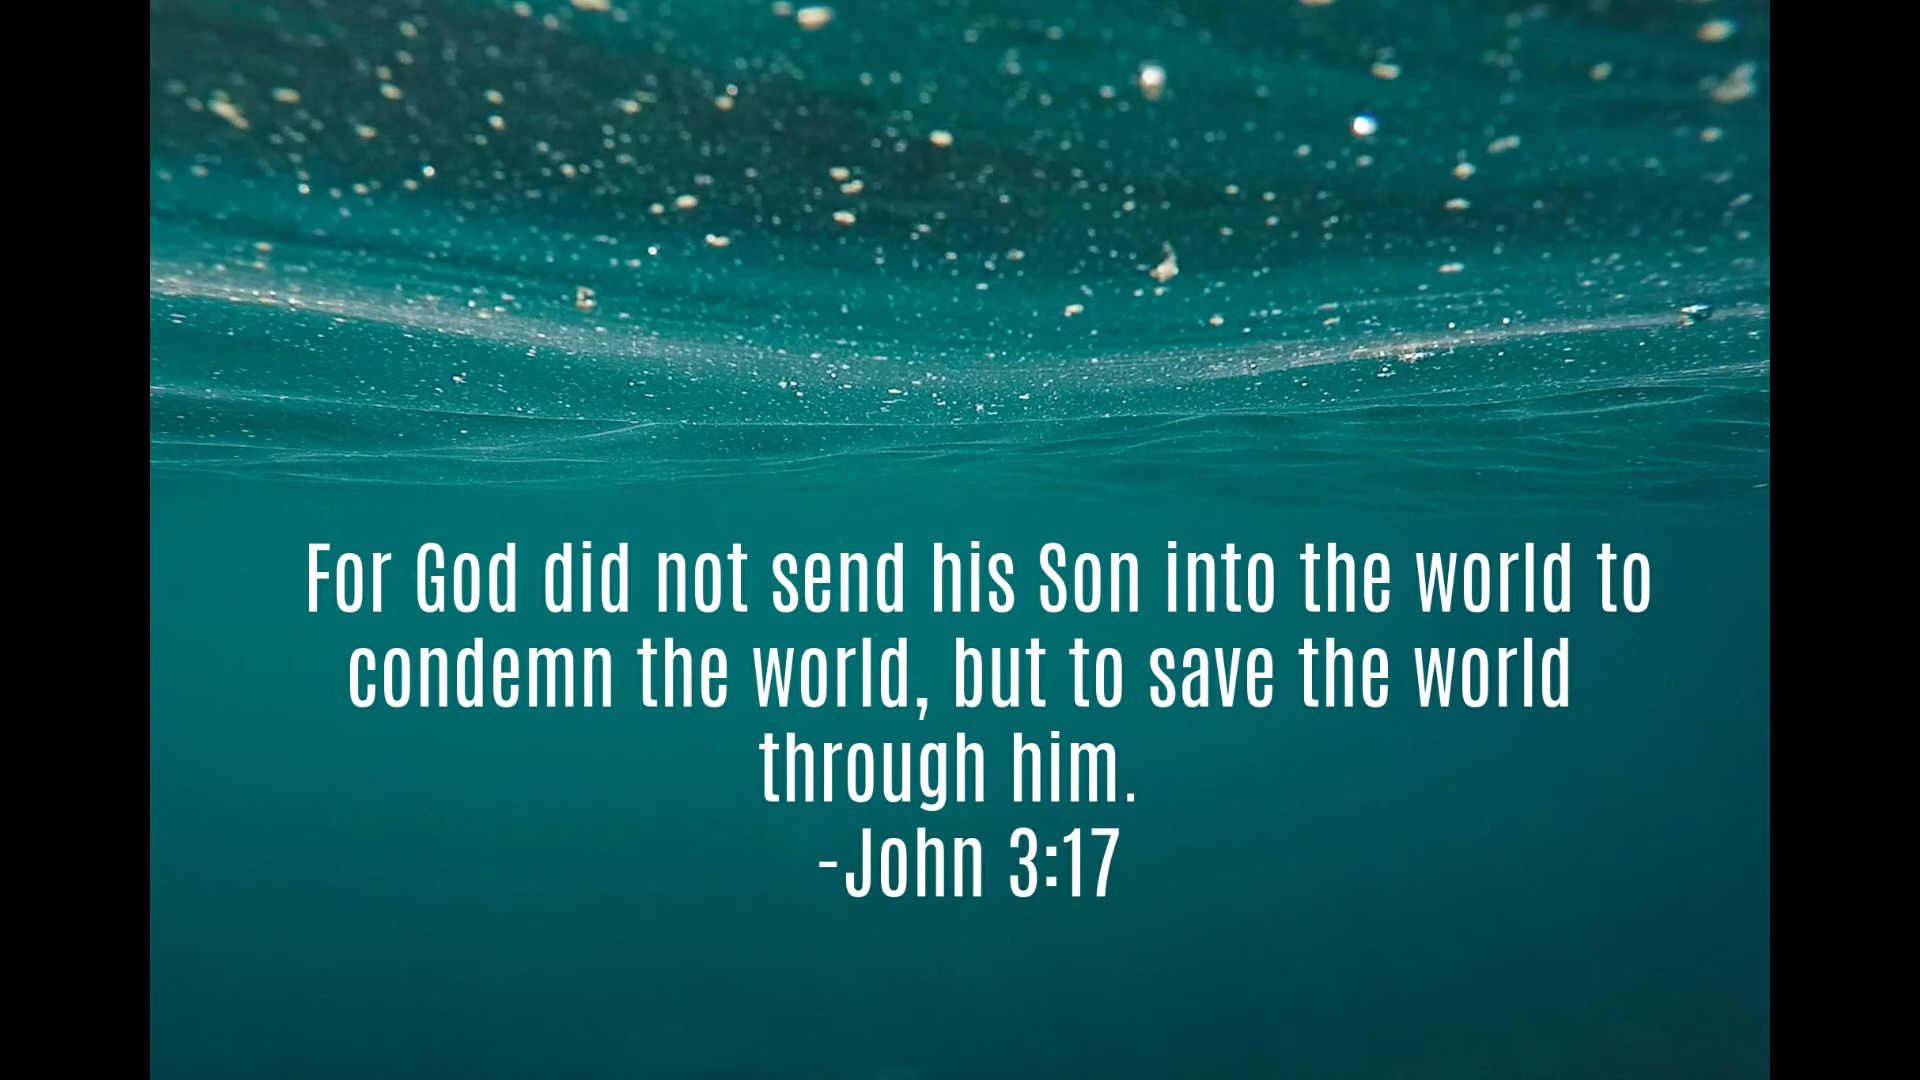 For God did not send his Son into the world to
condemn the world, but to save the world
through him.
-John 3:17